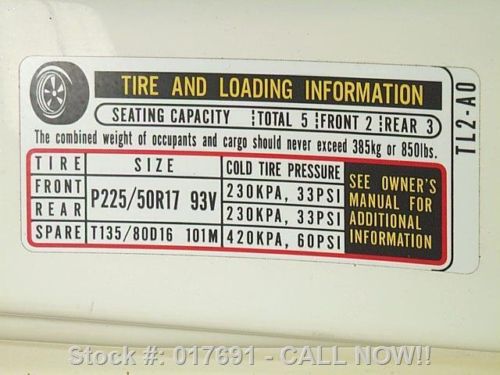 TIRE AND LOADING INFORMATION
SEATING CAPACITY TOTAL 5 FRONT 2 REAR 3
The combined weight of occupants and cargo should never exceed 385kg or 850lbs.
TIRE SIZE COLD TIRE PRESSURE
FRONT P225/50R17 93V 230KPA, 33PSI
REAR 230KPA, 33PSI
SPARE T135/80D16 101M 420KPA, 60PSI
SEE OWNER'S
MANUAL FOR
ADDITIONAL
INFORMATION
TL2-A0
Stock #: 017691 - CALL NOW!!